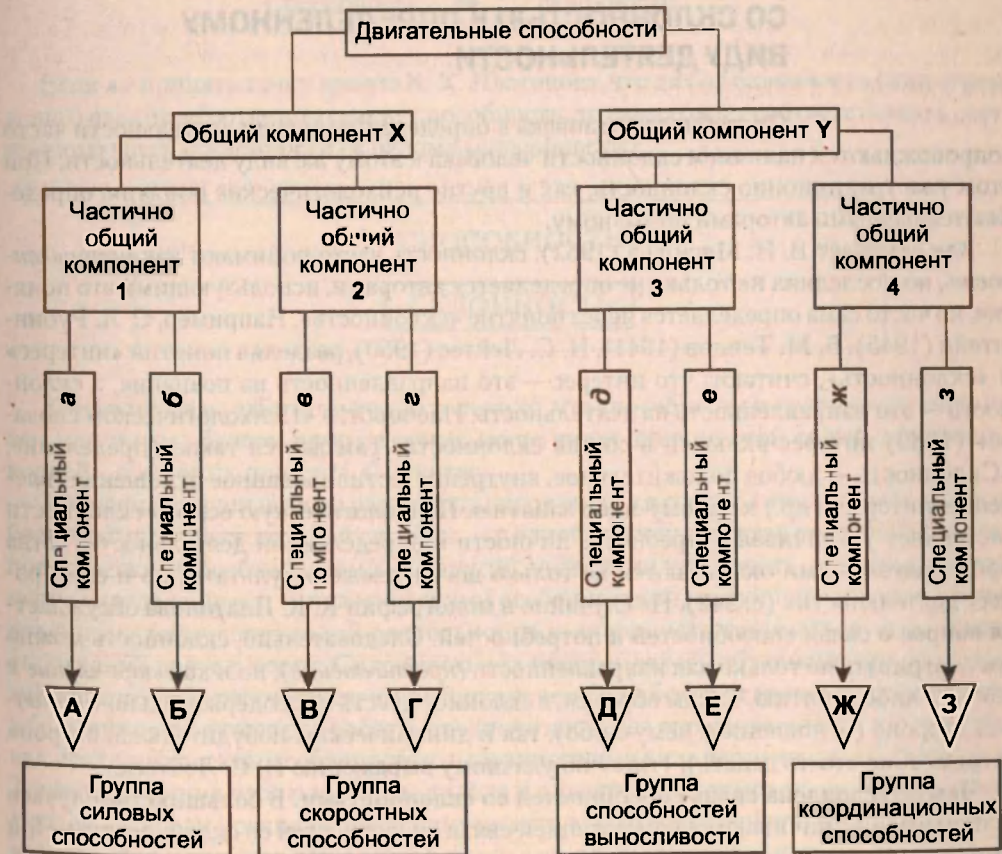 Двигательные способности
Общий компонент X
Общий компонент Y
Частично
общий
компонент
1
Частично
общий
компонент
2
Частично
общий
компонент
3
Частично
общий
компонент
4
Специальный
компонент
а
Специальный
компонент
б
Специальный
компонент
в
Специальный
компонент
г
Специальный
компонент
д
Специальный
компонент
е
Специальный
компонент
ж
Специальный
компонент
з
А
Б
В
Г
Д
Е
Ж
З
Группа
силовых
способностей
Группа
скоростных
способностей
Группа
способностей
выносливости
Группа
координационных
способностей